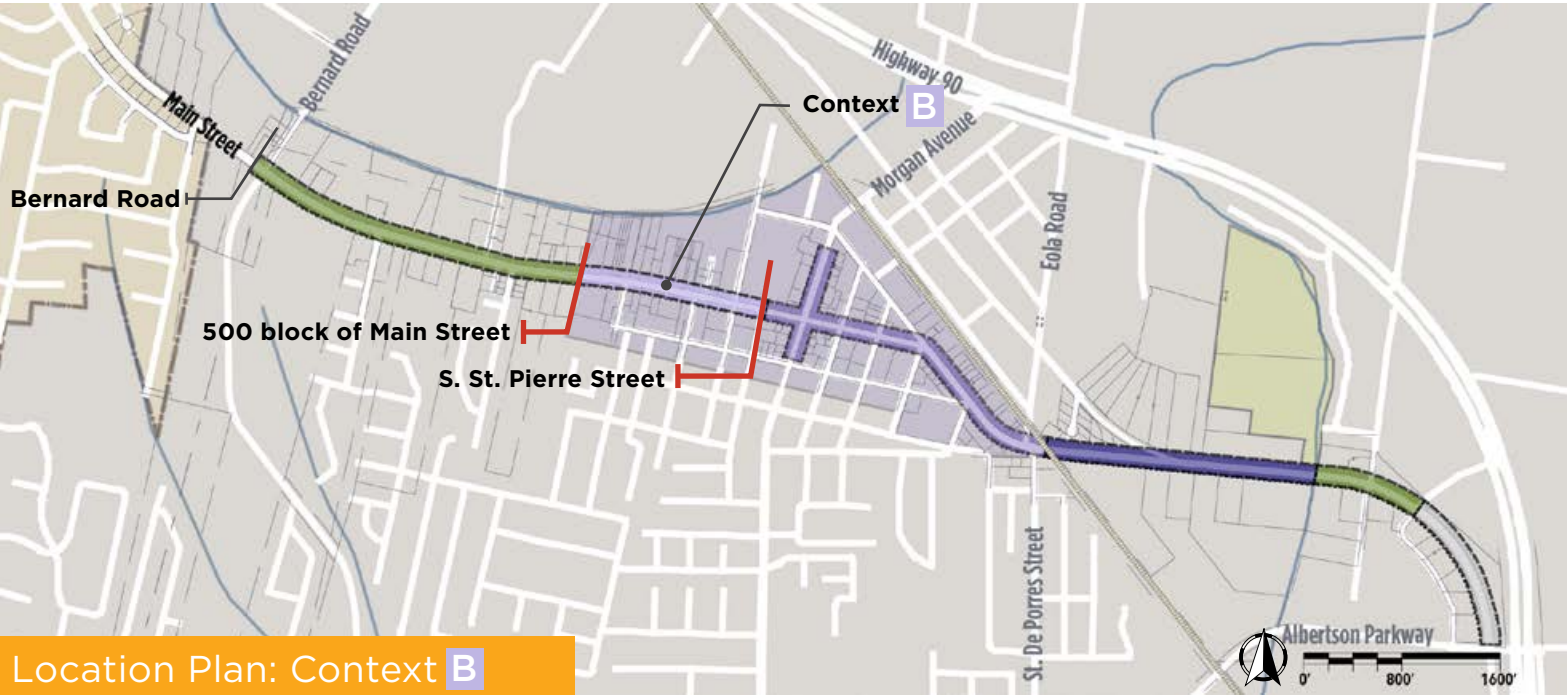 Bernard Road
Highway 90
Main Street
Context B
Morgan Avenue
Bernard Road
Eola Road
500 block of Main Street
S. St. Pierre Street
St. De Porres Street
Albertson Parkway
Location Plan: Context B
0' 800' 1600'